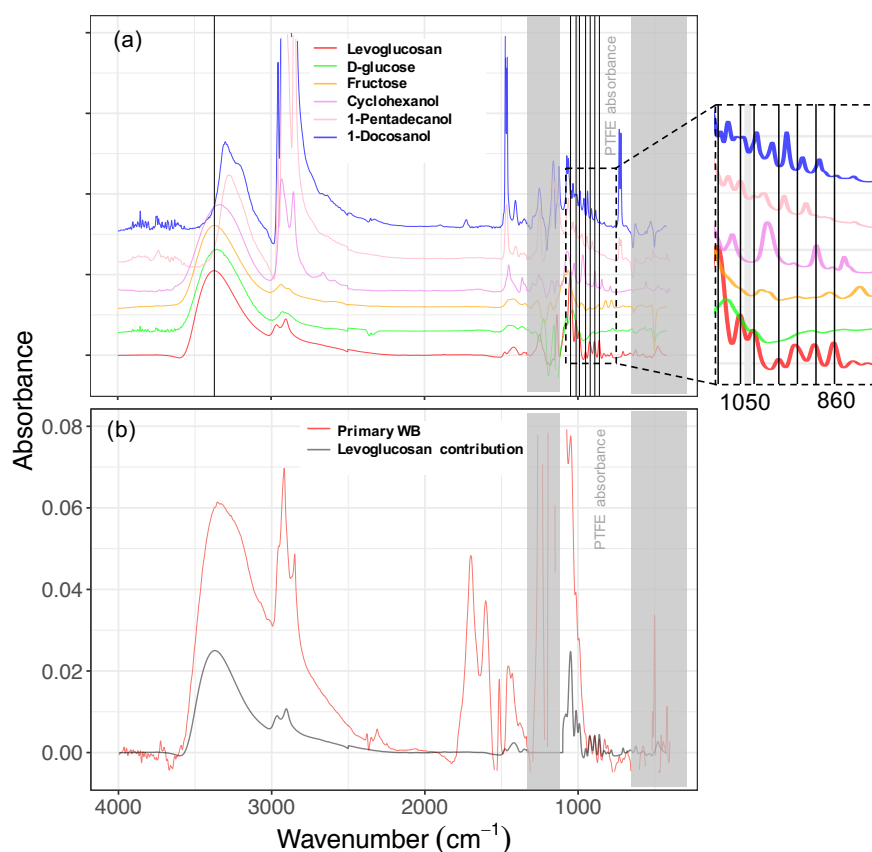 (a)
Levoglucosan
D-glucose
Fructose
Cyclohexanol
1-Pentadecanol
1-Docosanol
PTFE absorbance
1050 860
Absorbance
(b)
Primary WB
Levoglucosan contribution
PTFE absorbance
0.08
0.06
0.04
0.02
0.00
4000 3000 2000 1000
Wavenumber (cm⁻¹)